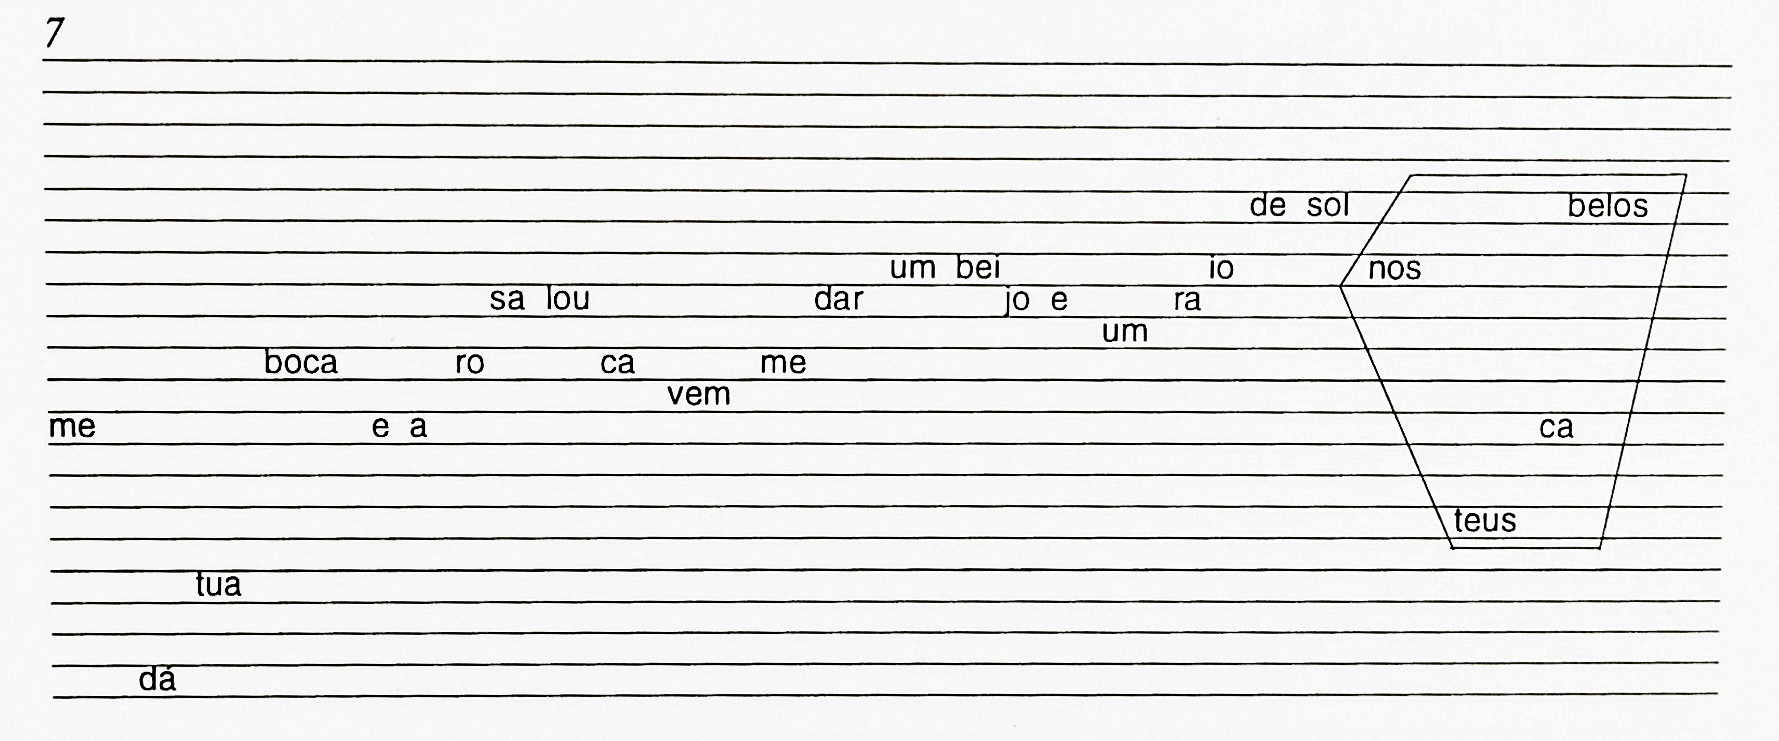 7
de sol belos
um bei io nos
sa lou dar jo e ra
um
boca ro ca me
vem
me e a ca
teus
tua
dá